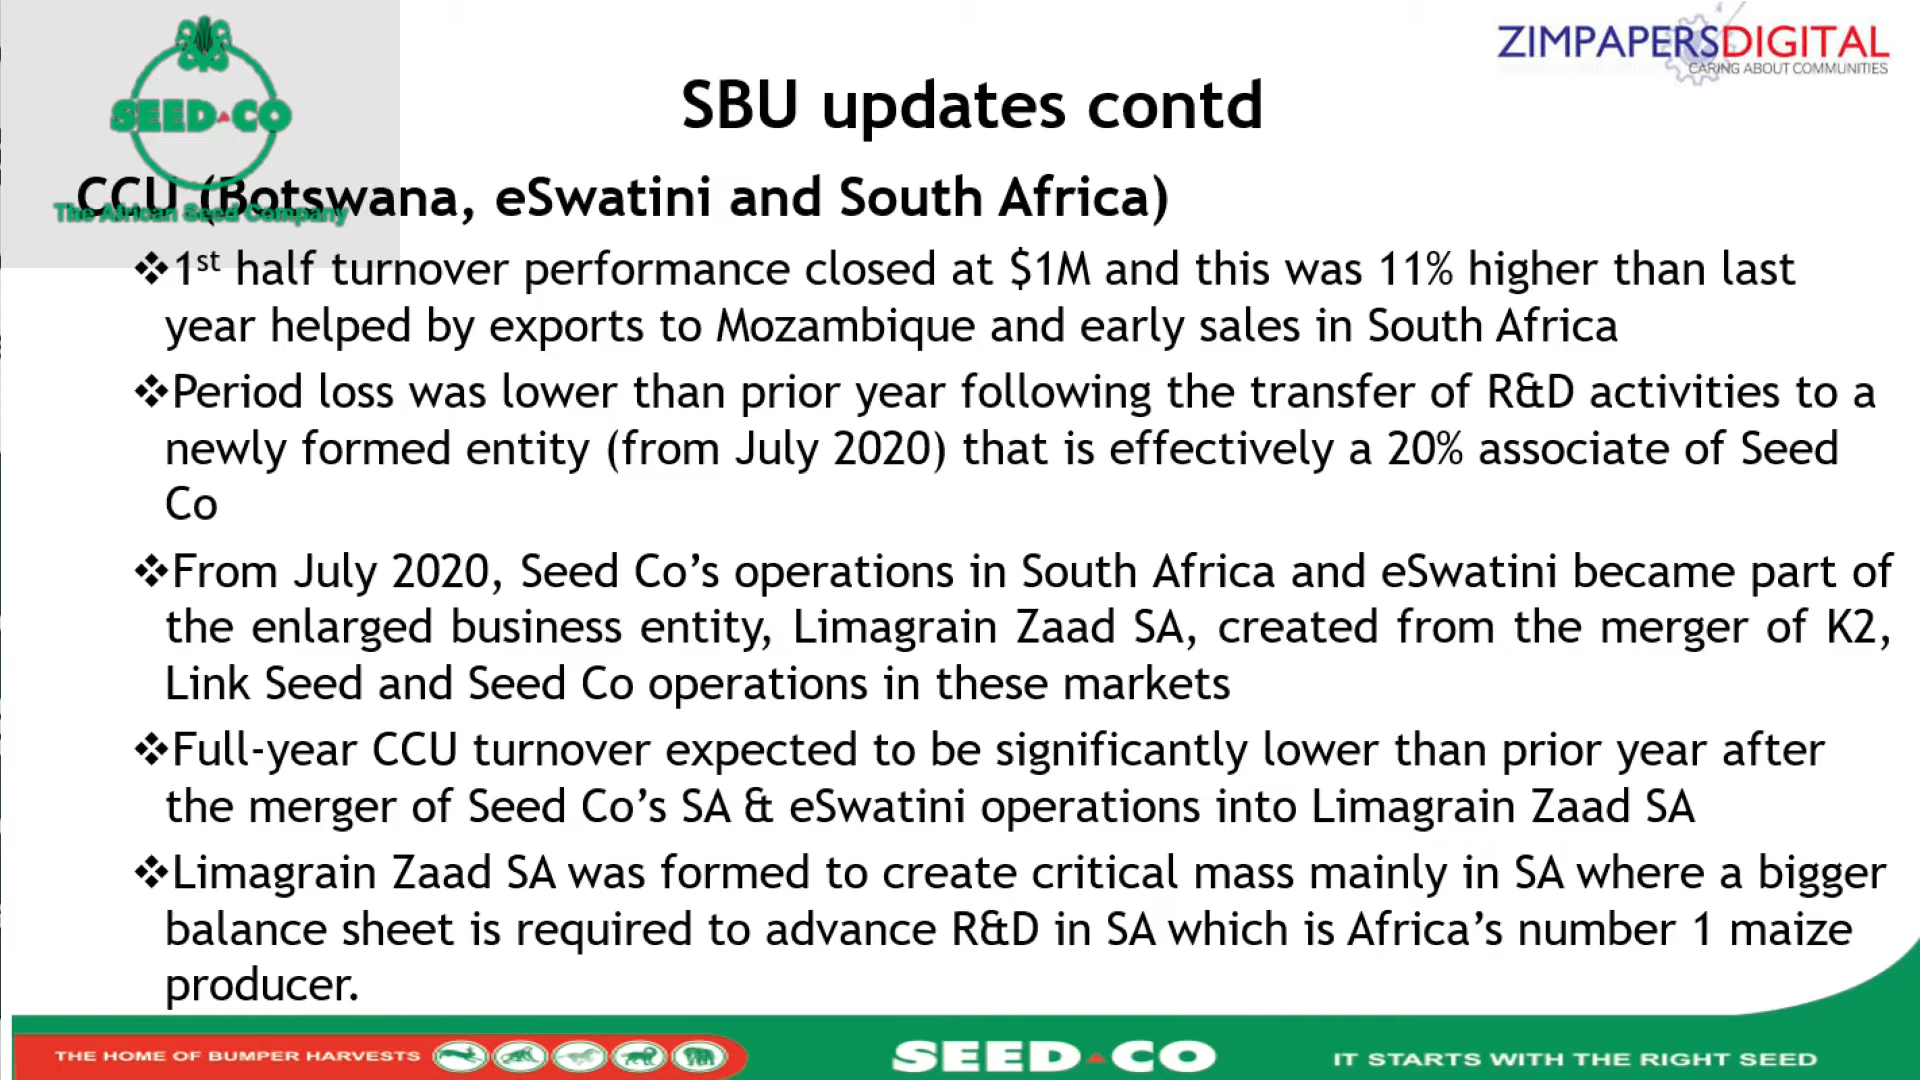 SEED CO
The African Seed Company
ZIMPAPERSDIGITAL
CARING ABOUT COMMUNITIES
SBU updates contd
CCU (Botswana, eSwatini and South Africa)
❖1st half turnover performance closed at $1M and this was 11% higher than last
year helped by exports to Mozambique and early sales in South Africa
❖Period loss was lower than prior year following the transfer of R&D activities to a
newly formed entity (from July 2020) that is effectively a 20% associate of Seed
Co
❖From July 2020, Seed Co’s operations in South Africa and eSwatini became part of
the enlarged business entity, Limagrain Zaad SA, created from the merger of K2,
Link Seed and Seed Co operations in these markets
❖Full-year CCU turnover expected to be significantly lower than prior year after
the merger of Seed Co’s SA & eSwatini operations into Limagrain Zaad SA
❖Limagrain Zaad SA was formed to create critical mass mainly in SA where a bigger
balance sheet is required to advance R&D in SA which is Africa’s number 1 maize
producer.
THE HOME OF BUMPER HARVESTS
SEED CO
IT STARTS WITH THE RIGHT SEED